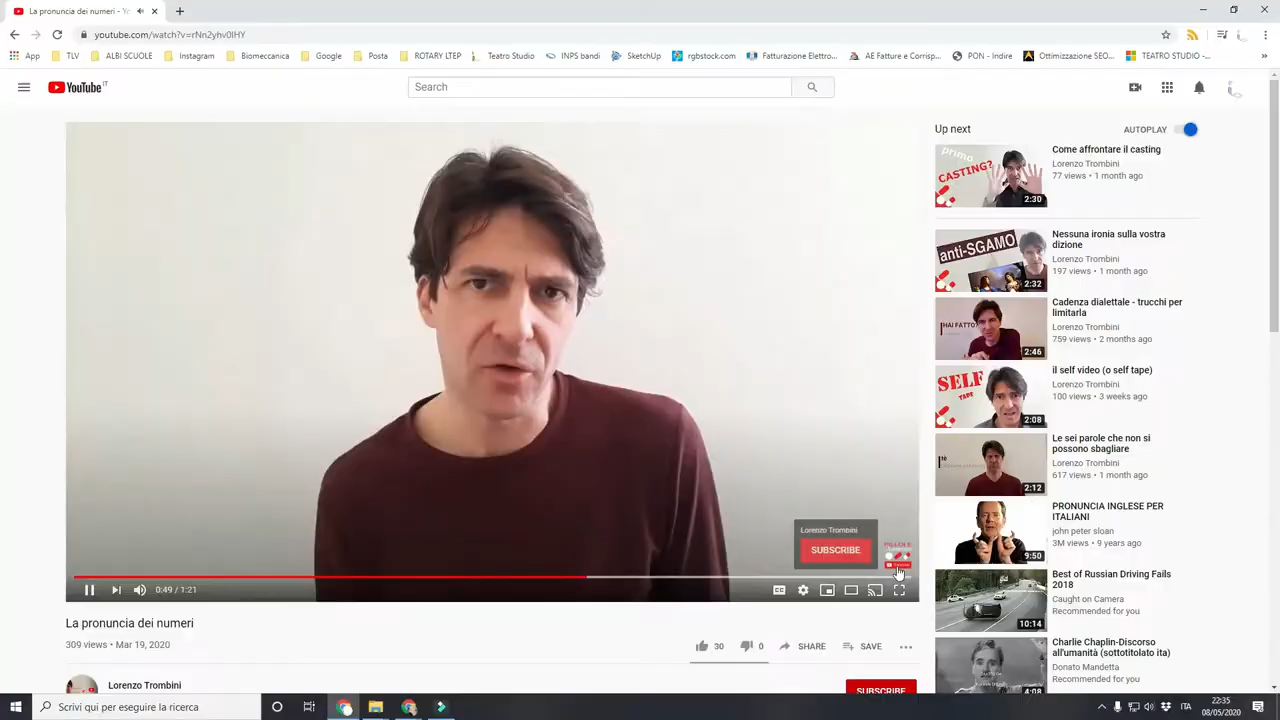 La pronuncia dei numeri - Y
youtube.com/watch?v=rNn2yhv0IHY
App
TLV
ALBI SCUOLE
Instagram
Biomeccanica
Google
Posta
ROTARY LTEP
Teatro Studio
INPS bandi
SketchUp
rgbstock.com
Fatturazione Elettro...
AE Fatture e Corrisp...
PON - Indire
Ottimizzazione SEO...
TEATRO STUDIO -...
»
YouTube IT
Search
Up next
AUTOPLAY
primo
CASTING?
2:30
Come affrontare il casting
Lorenzo Trombini
77 views • 1 month ago
anti-SGAMO
2:32
Nessuna ironia sulla vostra
dizione
Lorenzo Trombini
197 views • 1 month ago
HAI FATTO?
2:46
Cadenza dialettale - trucchi per
limitarla
Lorenzo Trombini
759 views • 2 months ago
SELF
TAPE
2:08
il self video (o self tape)
Lorenzo Trombini
100 views • 3 weeks ago
2:12
Le sei parole che non si
possono sbagliare
Lorenzo Trombini
617 views • 1 month ago
9:50
PRONUNCIA INGLESE PER
ITALIANI
john peter sloan
3M views • 9 years ago
10:14
Best of Russian Driving Fails
2018
Caught on Camera
Recommended for you
4:08
Charlie Chaplin-Discorso
all'umanità (sottotitolato ita)
Donato Mandetta
Recommended for you
Lorenzo Trombini
SUBSCRIBE
PILLOLE
0:49 / 1:21
La pronuncia dei numeri
309 views • Mar 19, 2020
30
0
SHARE
SAVE
Lorenzo Trombini
SUBSCRIBE
Scrivi qui per eseguire la ricerca
ITA
22:35
08/05/2020